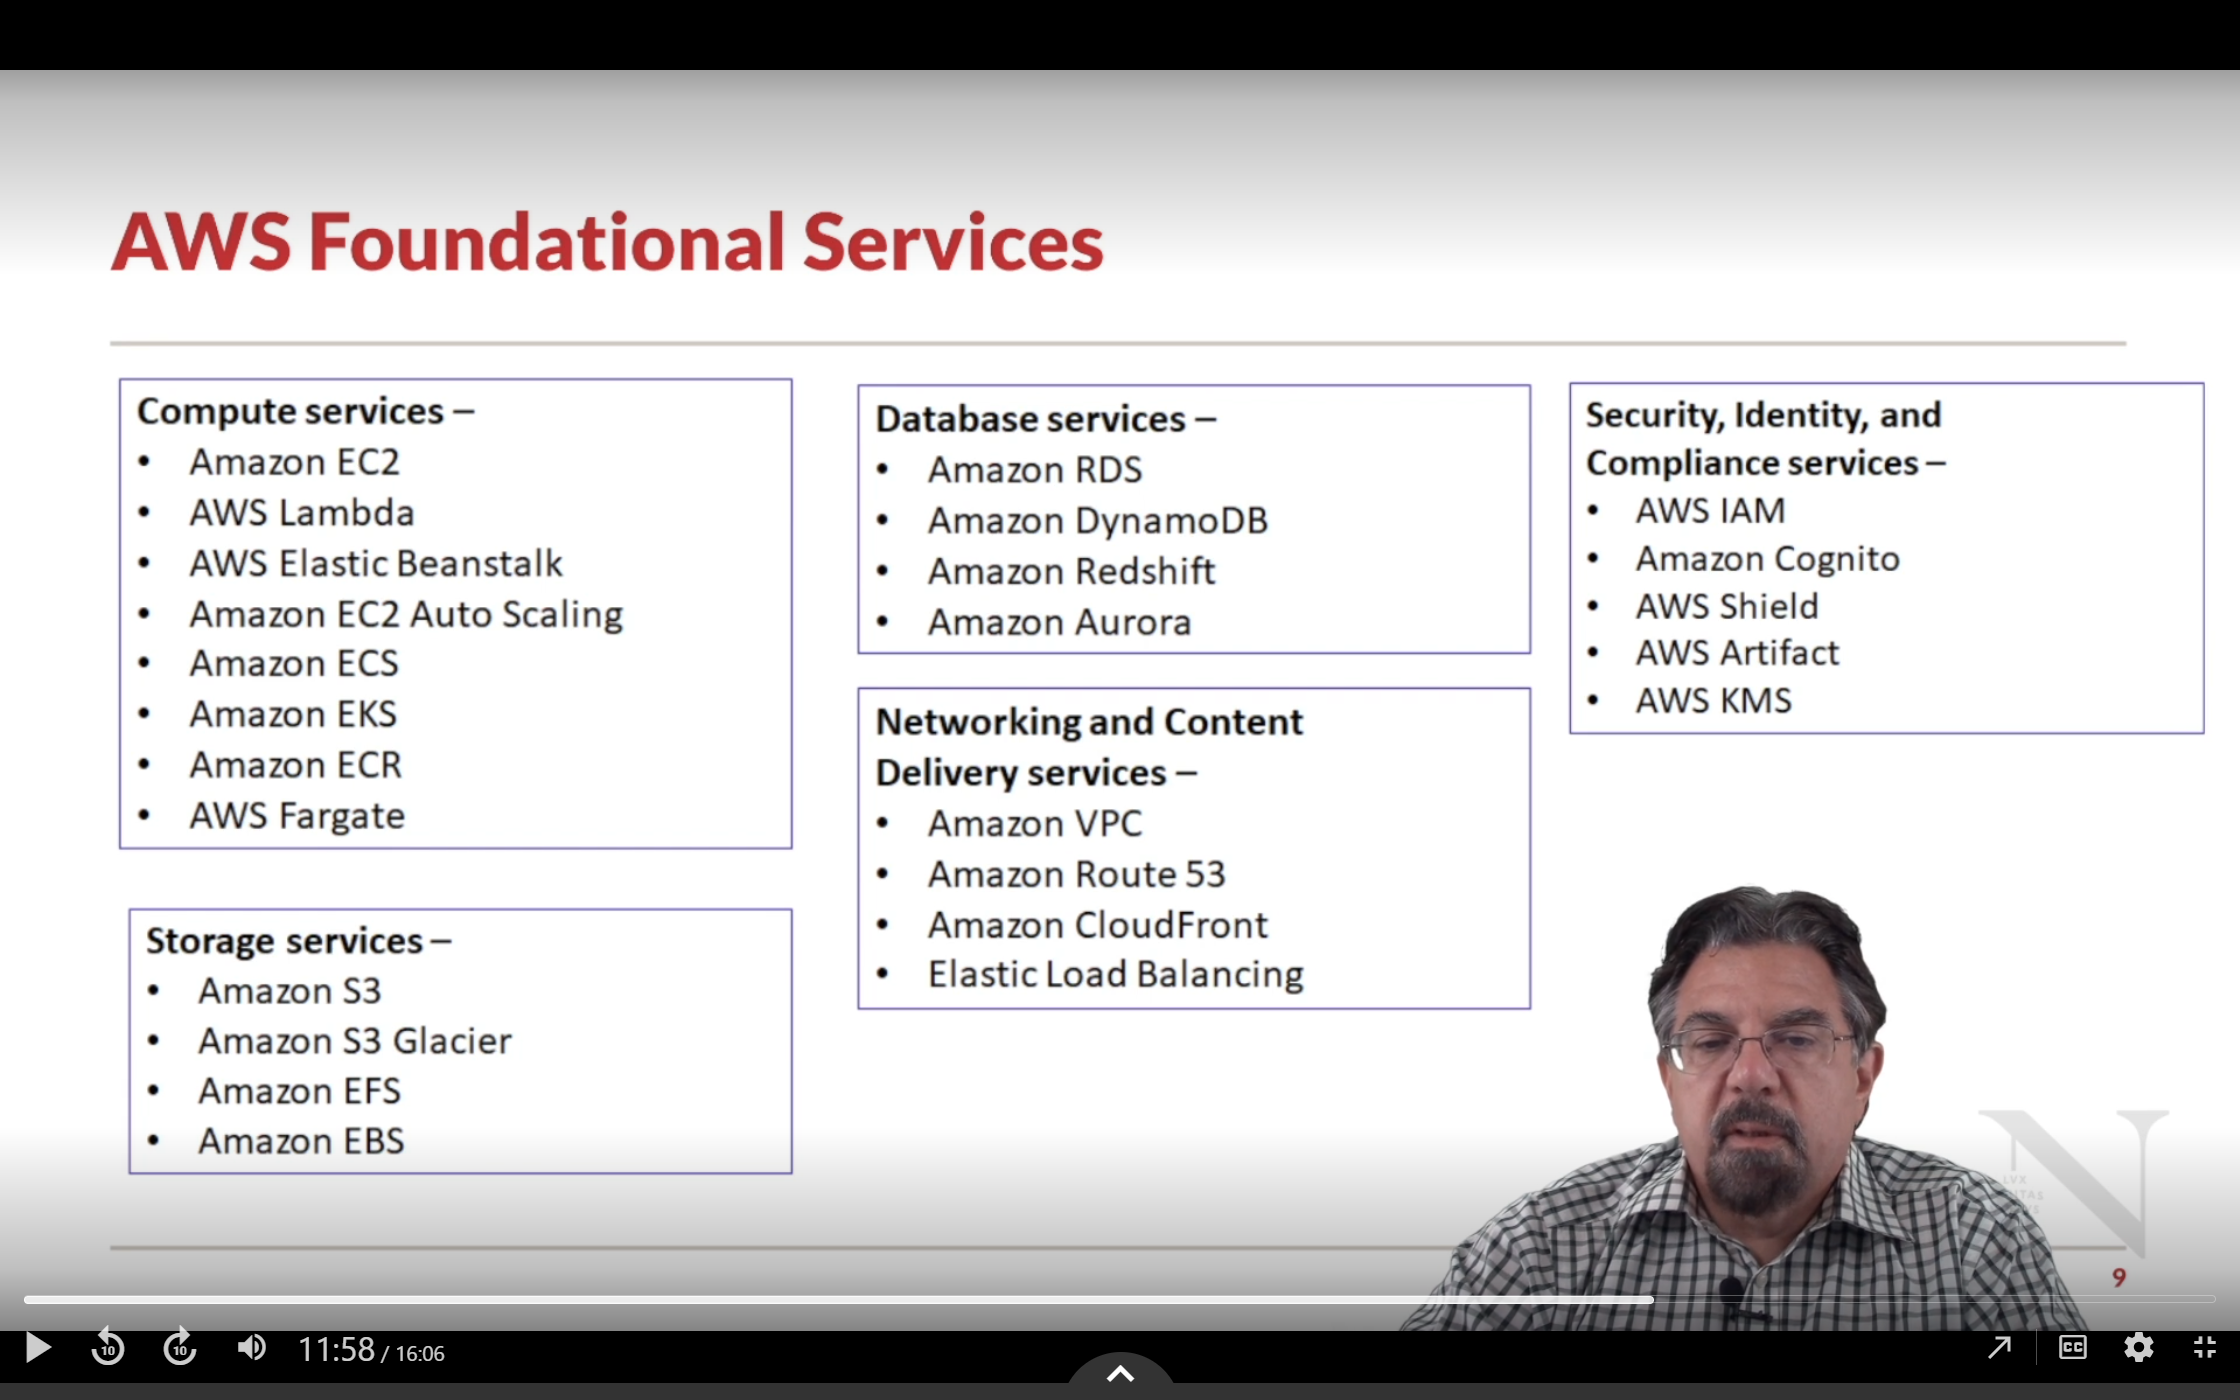 AWS Foundational Services
Compute services –
• Amazon EC2
• AWS Lambda
• AWS Elastic Beanstalk
• Amazon EC2 Auto Scaling
• Amazon ECS
• Amazon EKS
• Amazon ECR
• AWS Fargate
Storage services –
• Amazon S3
• Amazon S3 Glacier
• Amazon EFS
• Amazon EBS
Database services –
• Amazon RDS
• Amazon DynamoDB
• Amazon Redshift
• Amazon Aurora
Networking and Content
Delivery services –
• Amazon VPC
• Amazon Route 53
• Amazon CloudFront
• Elastic Load Balancing
Security, Identity, and
Compliance services –
• AWS IAM
• Amazon Cognito
• AWS Shield
• AWS Artifact
• AWS KMS
N
LVX
9
10
10
11:58 / 16:06
CC